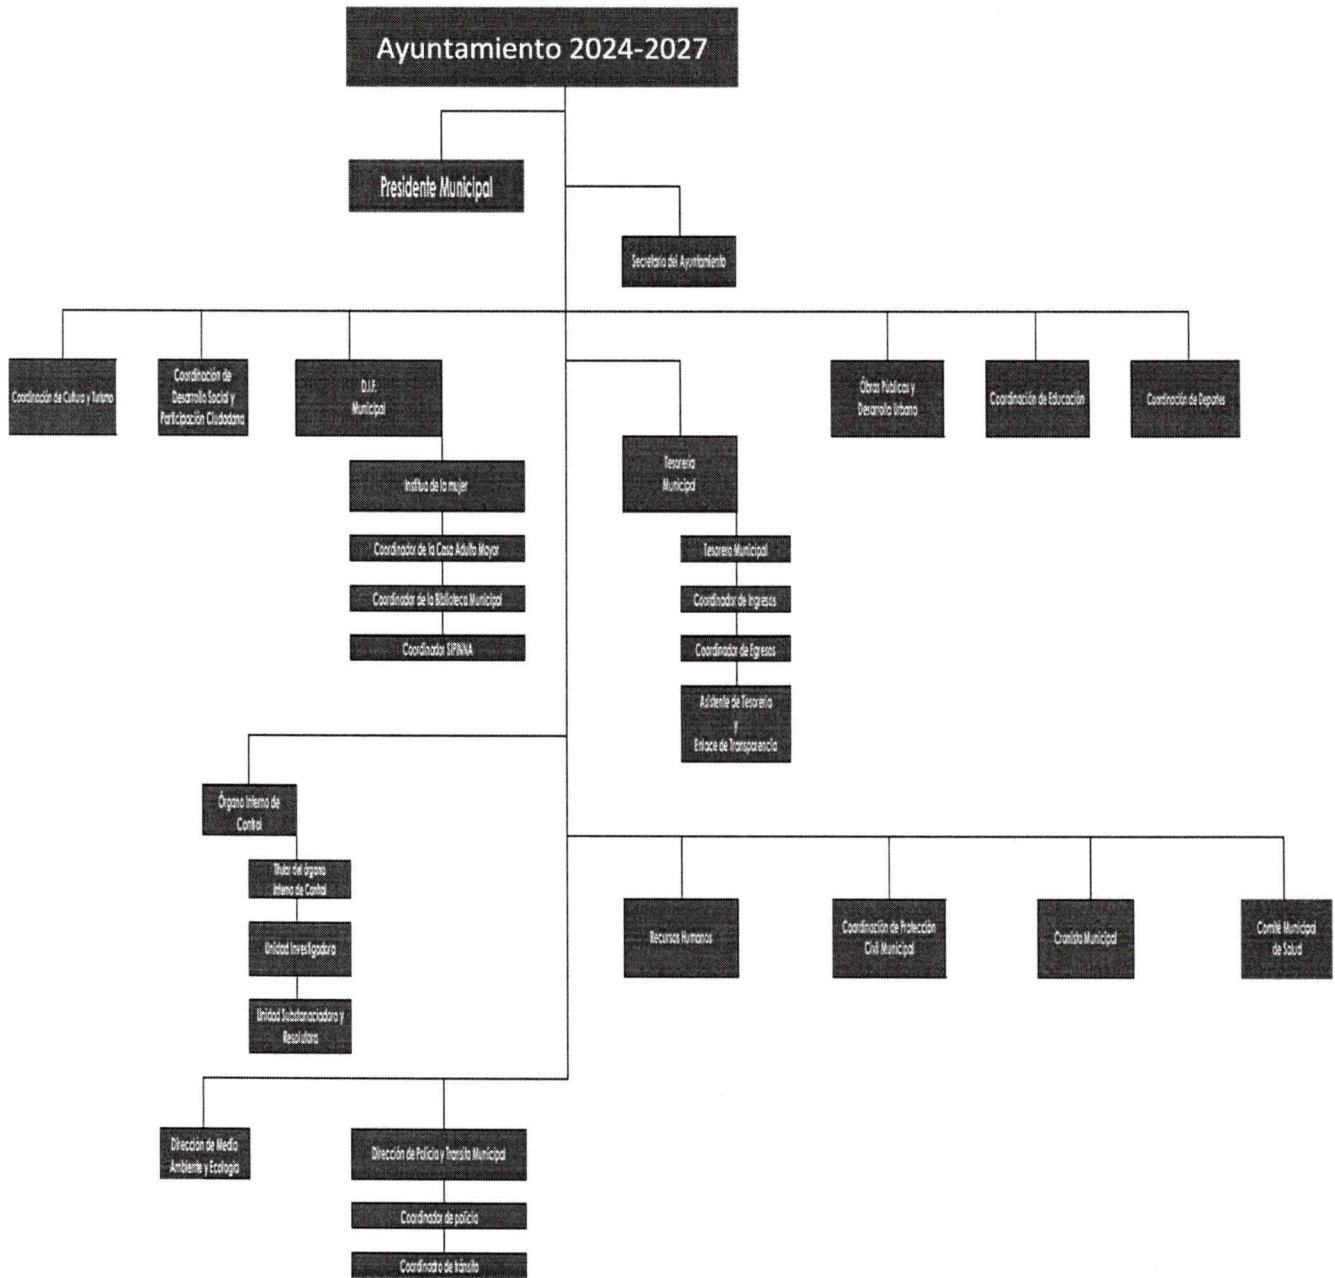 Ayuntamiento 2024-2027
Presidente Municipal
Secretario del Ayuntamiento
Coordinación de Cultura y Turismo
Coordinación de
Desarrollo Social y
Participación Ciudadana
D.I.F.
Municipal
Obras Públicas y
Desarrollo Urbano
Coordinación de Educación
Coordinación de Deportes
Tesorería
Municipal
Instituo de la mujer
Coordinador de la Casa Adulto Mayor
Coordinador de la Biblioteca Municipal
Coordinador SIPINNA
Tesorero Municipal
Coordinador de Ingresos
Coordinador de Egresos
Asistente de Tesorería
y
Enlace de Transparencia
Órgano Interno de
Control
Titular del órgano
Interno de Control
Unidad Investigadora
Unidad Substanaciadora y
Resolutora
Recursos Humanos
Coordinación de Protección
Civil Municipal
Cronista Municipal
Comité Municipal
de Salud
Dirección de Medio
Ambiente y Ecología
Dirección de Policía y Transito Municipal
Coordinador de policía
Coordinadro de tránsito